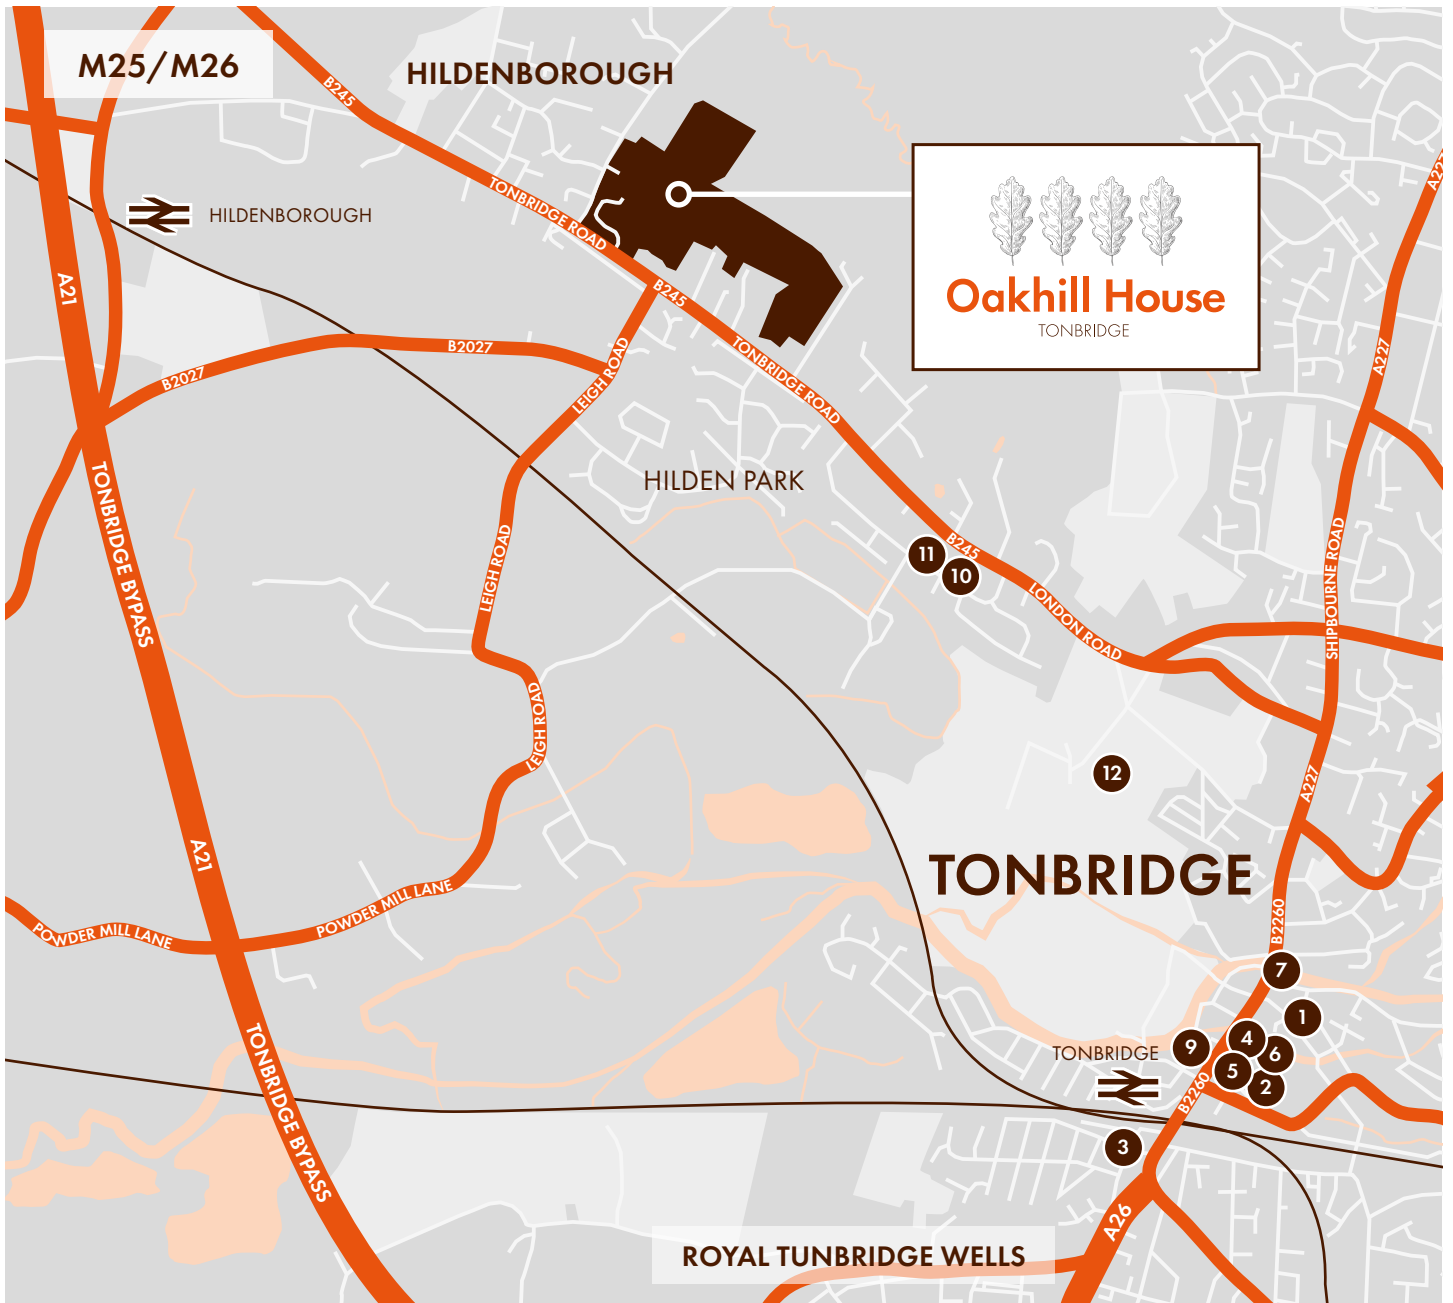 M25/M26
HILDENBOROUGH
B245
A227
TONBRIDGE ROAD
HILDENBOROUGH
A21
B245
Oakhill House
TONBRIDGE
B2027
B2027
LEIGH ROAD
TONBRIDGE ROAD
A227
HILDEN PARK
TONBRIDGE BYPASS
LEIGH ROAD
B245
11
10
LONDON ROAD
SHIPBOURNE ROAD
LEIGH ROAD
12
A227
A21
TONBRIDGE
POWDER MILL LANE
POWDER MILL LANE
B2260
7
1
4
9
6
5
2
TONBRIDGE
B2260
TONBRIDGE BYPASS
3
A26
ROYAL TUNBRIDGE WELLS